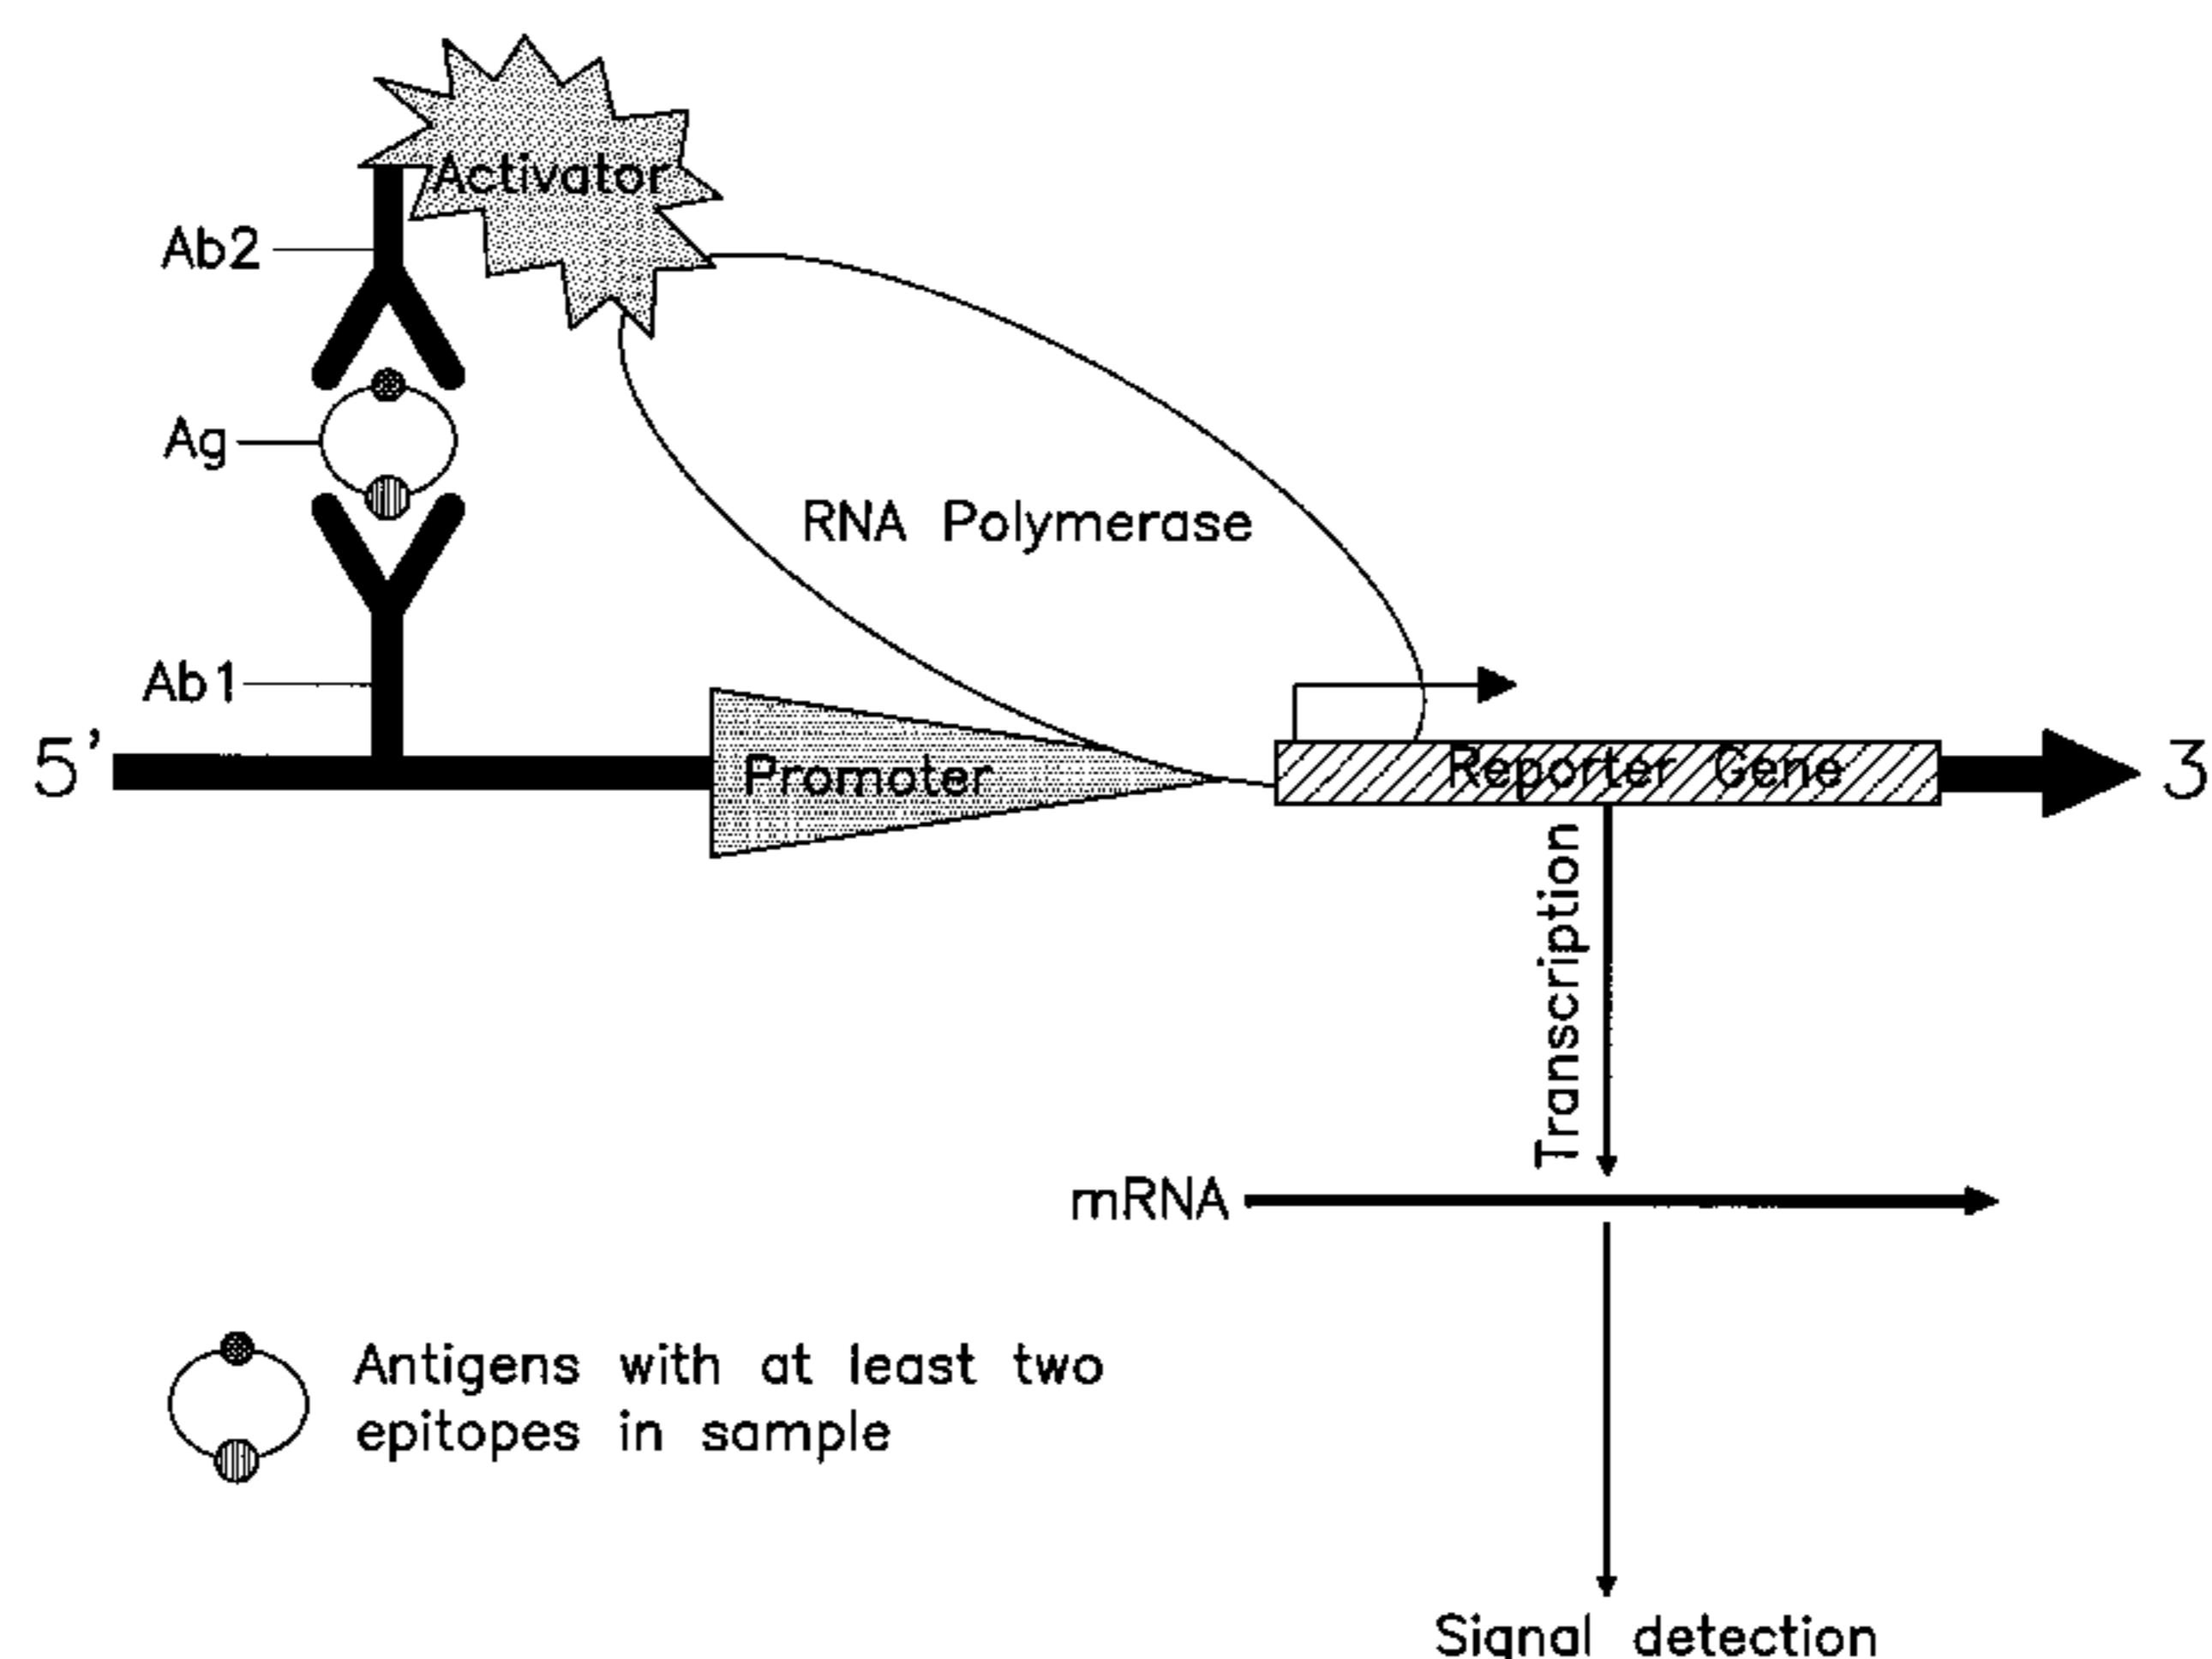 Activator
Ab2
Ag
RNA Polymerase
Ab1
5'
Promoter
Reporter Gene
3
Transcription
mRNA
Antigens with at least two
epitopes in sample
Signal detection